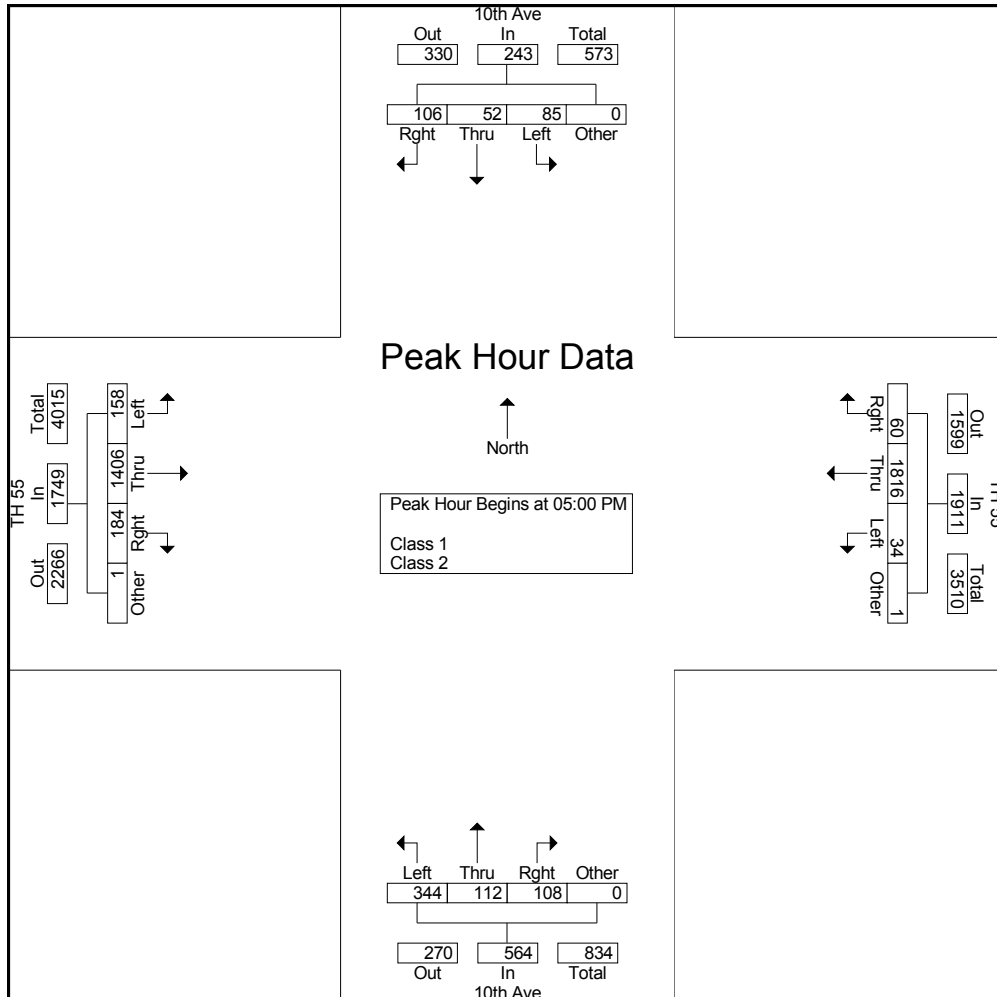 10th Ave
Out In Total
330 243 573
106 52 85 0
Rght Thru Left Other
Peak Hour Data
North
Peak Hour Begins at 05:00 PM
Class 1
Class 2
TH 55
Total In Out
4015 1749 2266
158 1406 184 1
Left Thru Rght Other
Rght Thru Left Other
60 1816 34 1
Out In Total
1599 1911 3510
Left Thru Rght Other
344 112 108 0
270 564 834
Out In Total
10th Ave